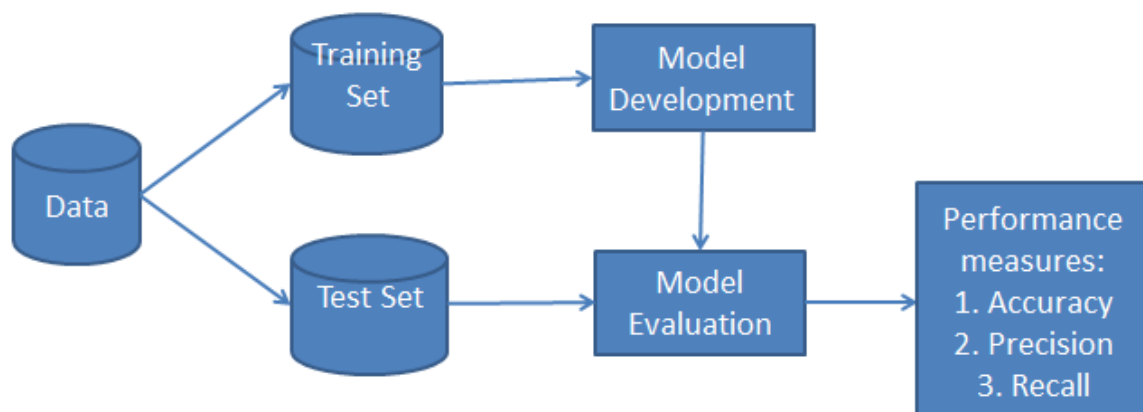 Data
Training
Set
Test Set
Model
Development
Model
Evaluation
Performance
measures:
1. Accuracy
2. Precision
3. Recall